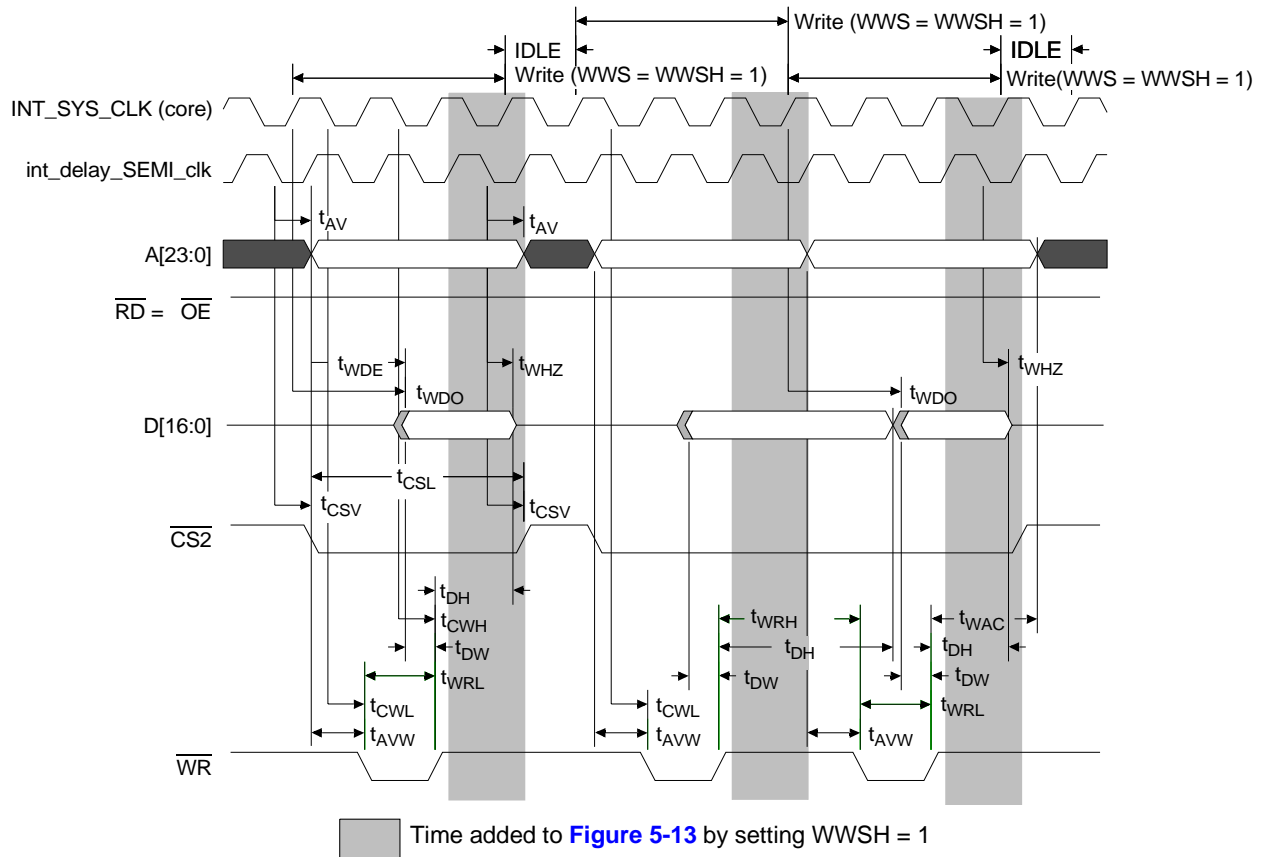 Write (WWS = WWSH = 1)
IDLE
IDLE
Write (WWS = WWSH = 1)
Write(WWS = WWSH = 1)
INT_SYS_CLK (core)
int_delay_SEMI_clk
tAV
tAV
A[23:0]
RD = OE
tWDE
tWHZ
tWHZ
tWDO
tWDO
D[16:0]
tCSL
tCSV
tCSV
CS2
tDH
tCWH
tWRH
tWAC
tDW
tDH
tDH
tWRL
tDW
tDW
tCWL
tCWL
tWRL
tAVW
tAVW
tAVW
WR
Time added to Figure 5-13 by setting WWSH = 1